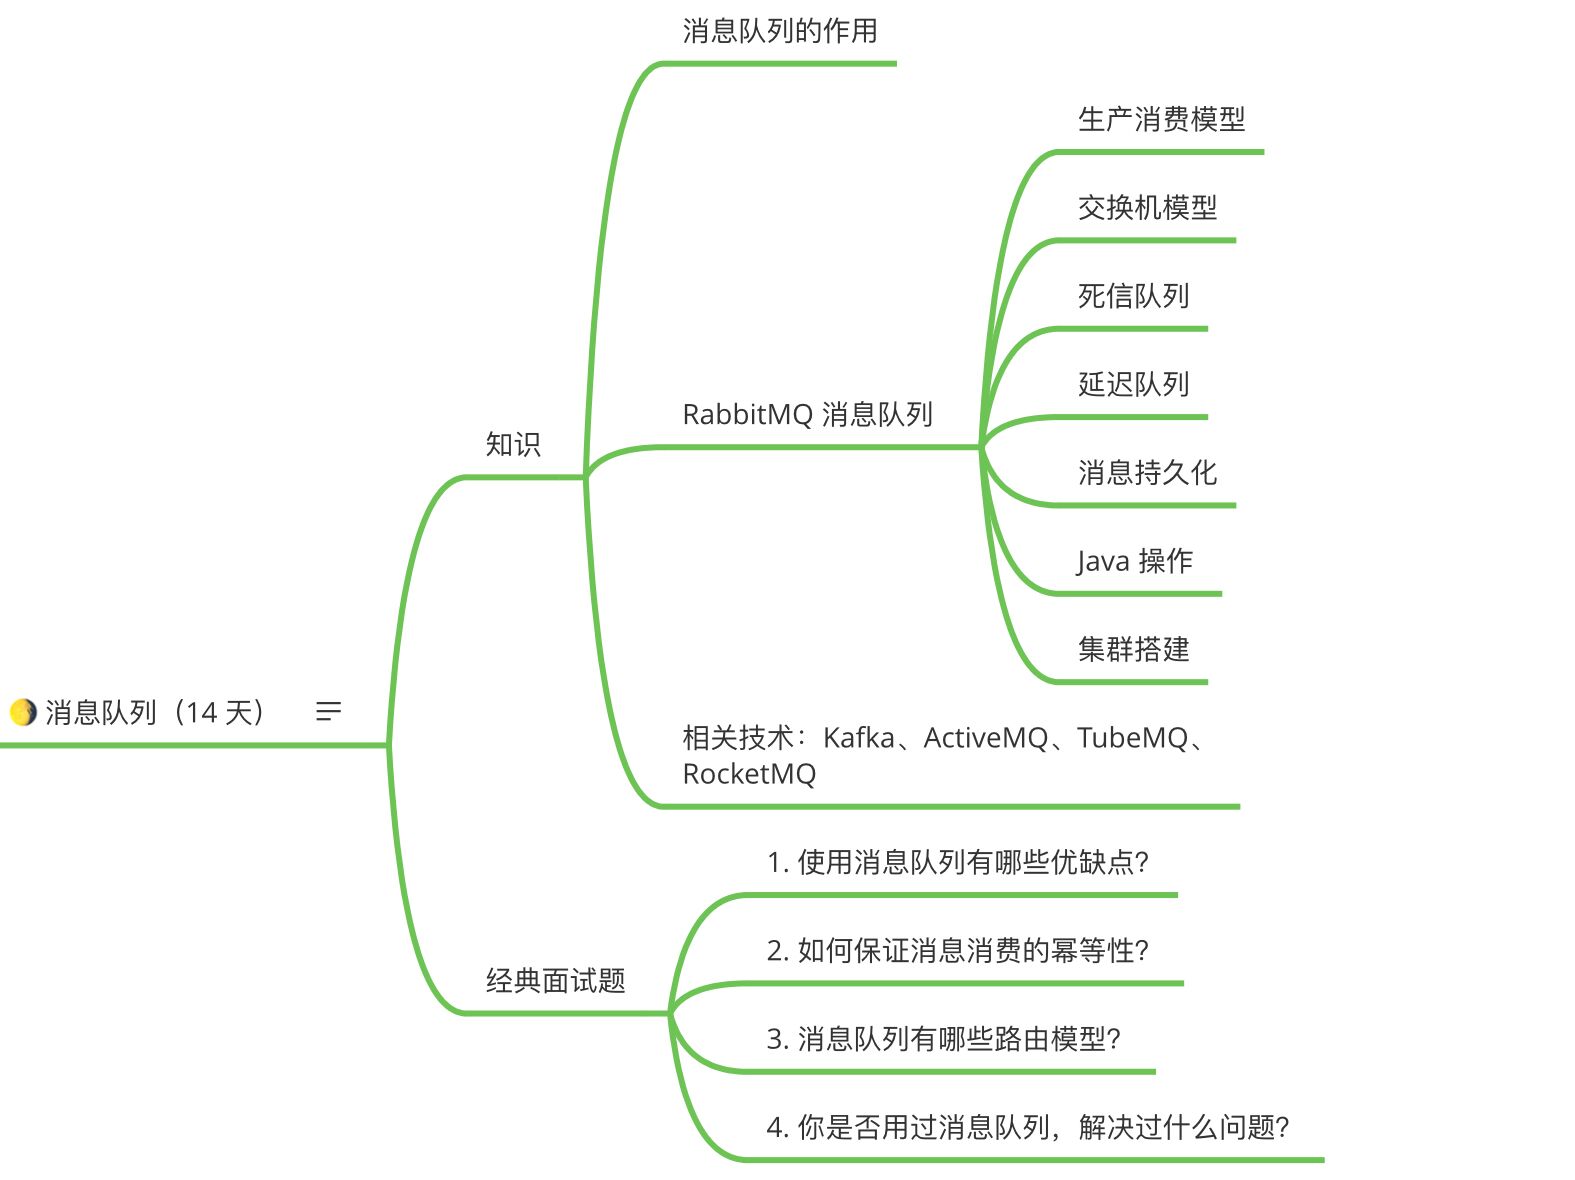 消息队列的作用
生产消费模型
交换机模型
死信队列
延迟队列
RabbitMQ 消息队列
知识
消息持久化
Java 操作
集群搭建
消息队列（14 天）
相关技术：Kafka、ActiveMQ、TubeMQ、
RocketMQ
1. 使用消息队列有哪些优缺点？
2. 如何保证消息消费的幂等性？
经典面试题
3. 消息队列有哪些路由模型？
4. 你是否用过消息队列，解决过什么问题？